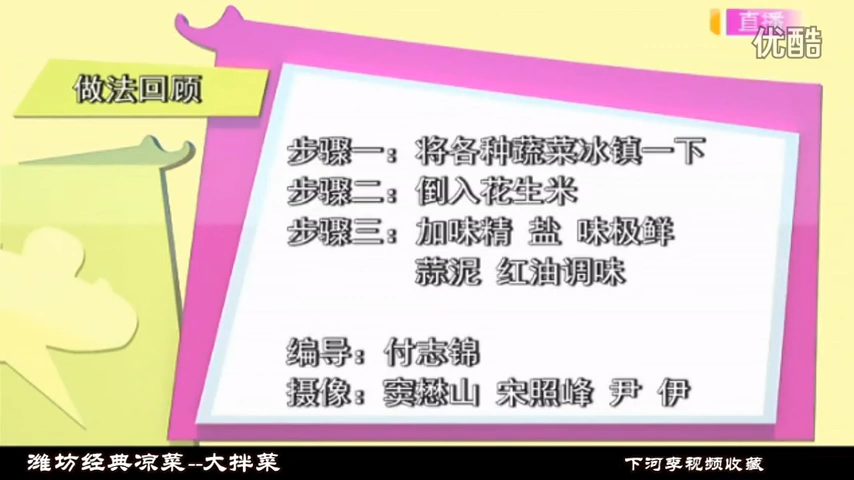 直播
优酷
做法回顾
步骤一：将各种蔬菜冰镇一下
步骤二：倒入花生米
步骤三：加味精 盐 味极鲜
蒜泥 红油调味
编导：付志锦
摄像：窦懋山 宋照峰 尹 伊
潍坊经典凉菜--大拌菜
下河李视频收藏